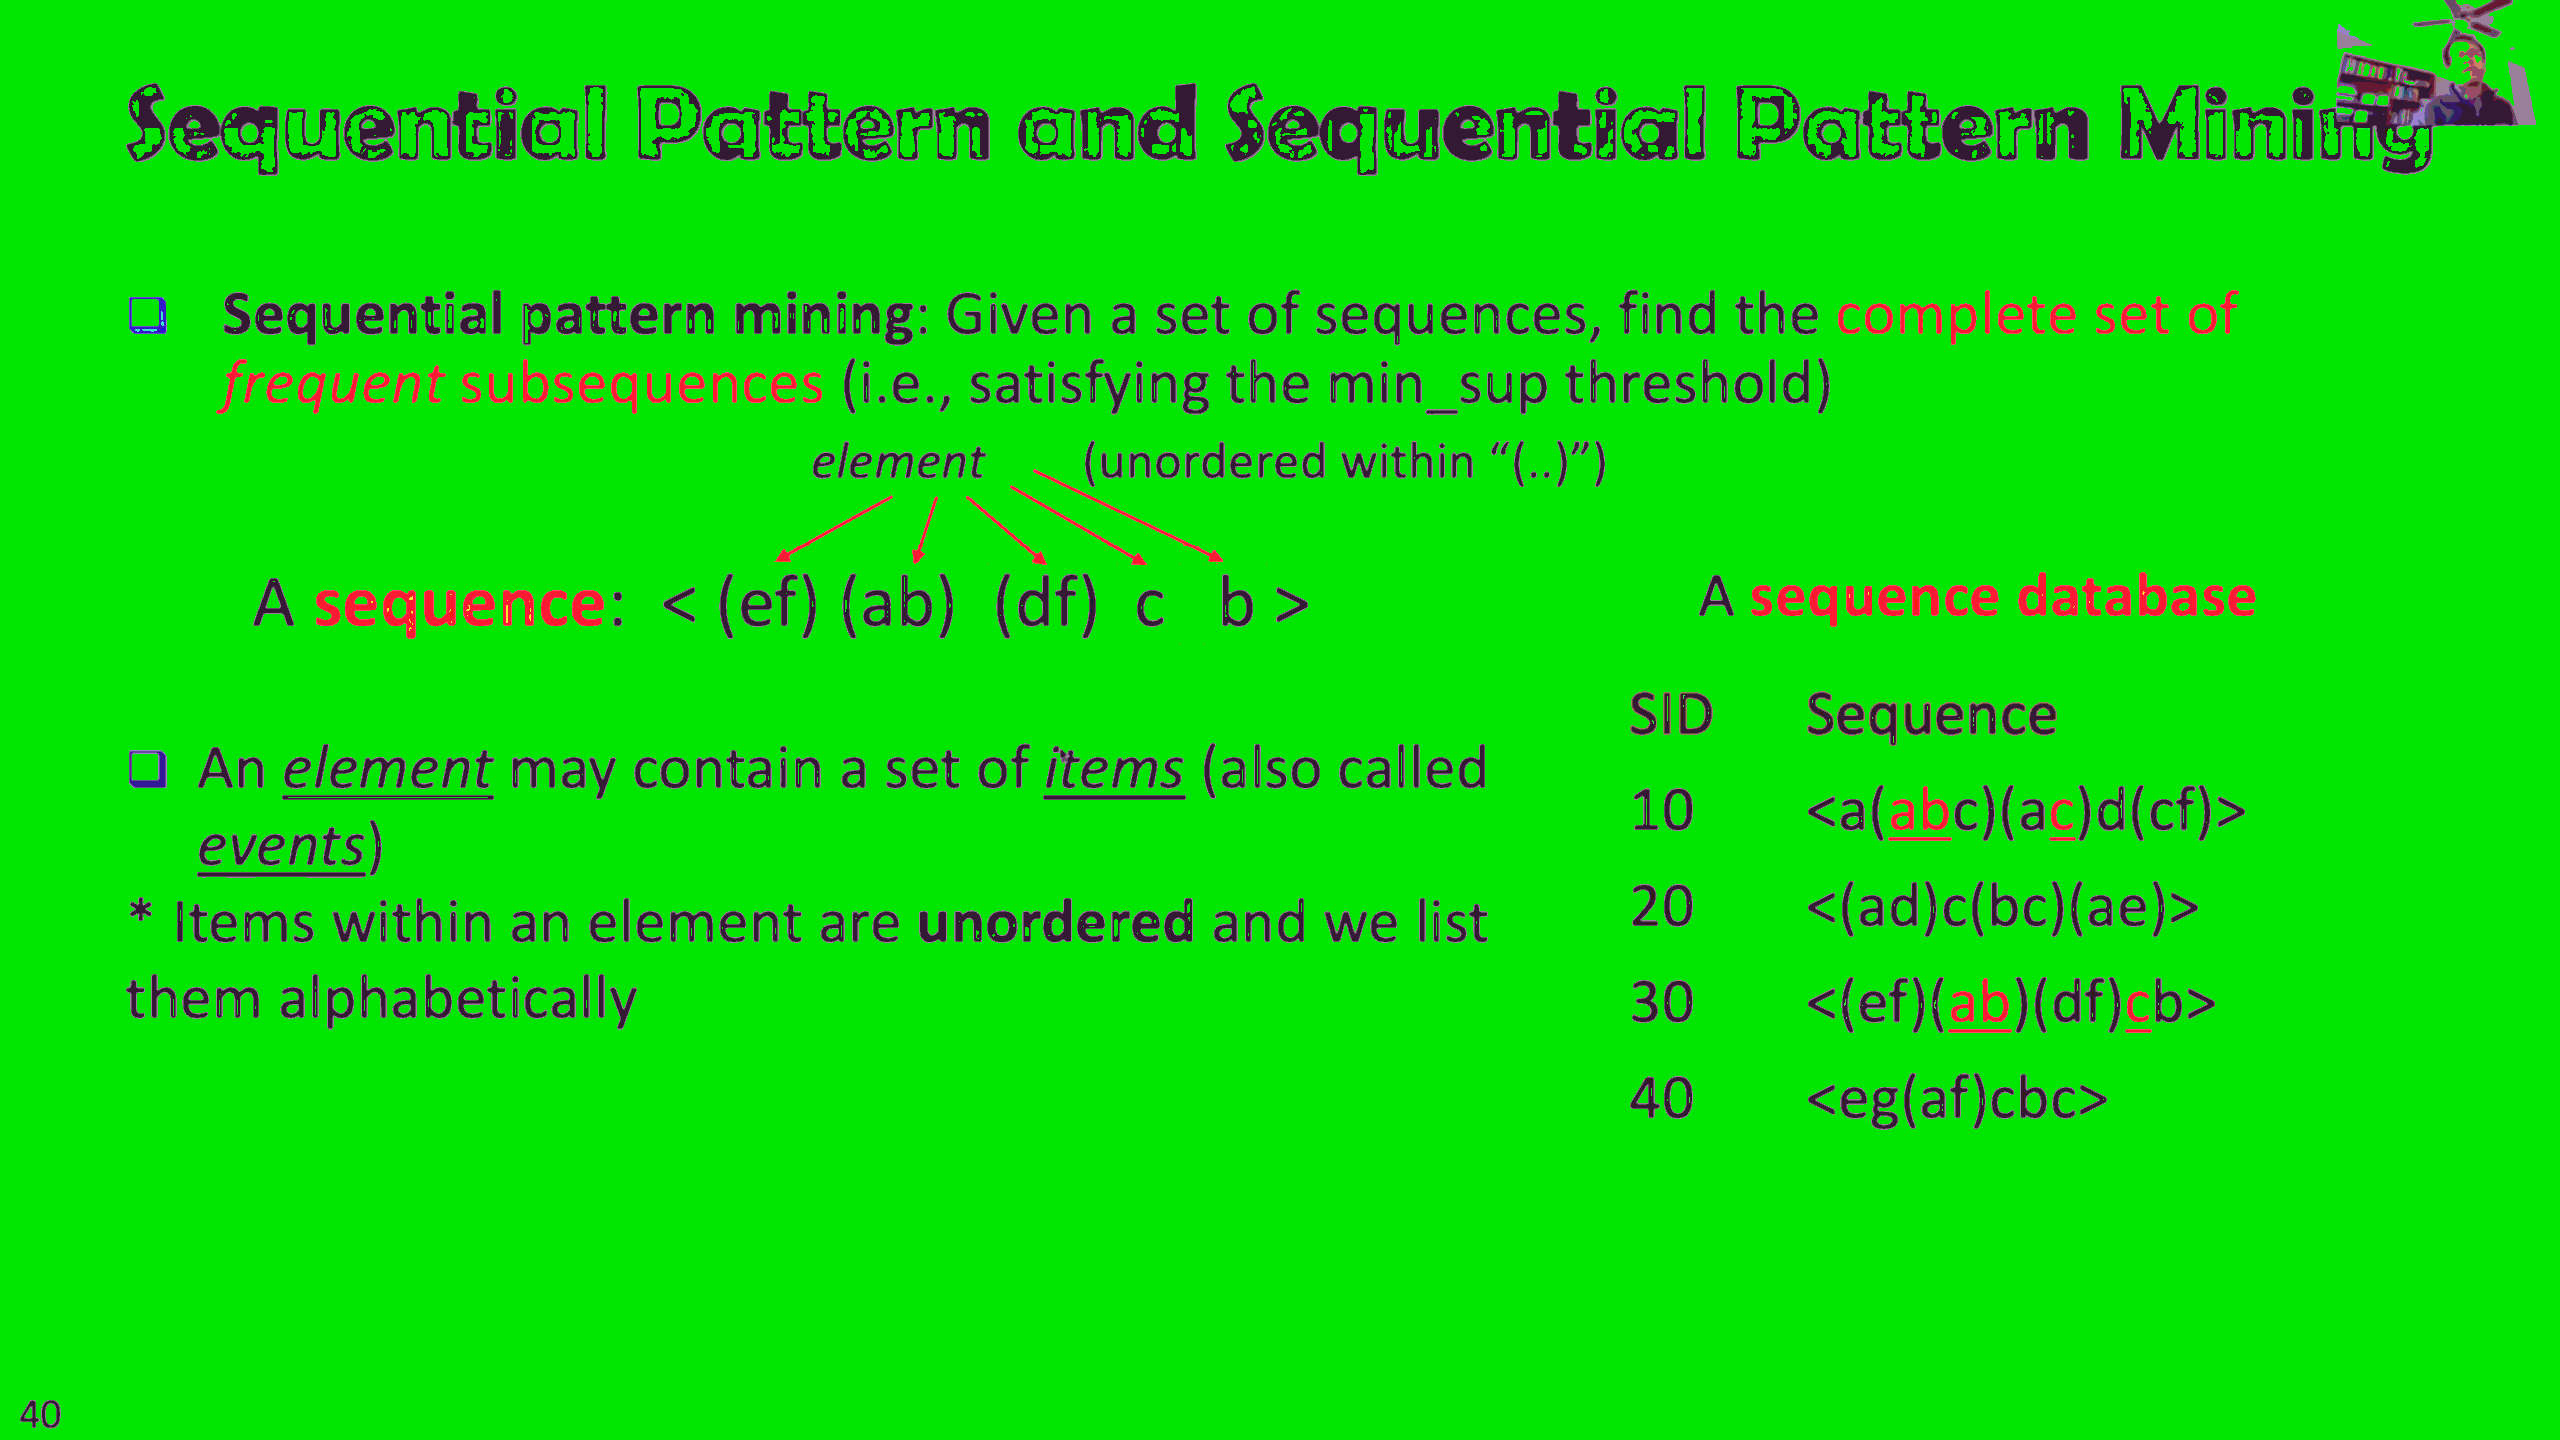 Sequential Pattern and Sequential Pattern Mining
❑ Sequential pattern mining: Given a set of sequences, find the complete set of
frequent subsequences (i.e., satisfying the min_sup threshold)
element (unordered within “(..)”)
A sequence: < (ef) (ab) (df) c b >
A sequence database
❑ An element may contain a set of items (also called
events)
* Items within an element are unordered and we list
them alphabetically
SID Sequence
10 <a(abc)(ac)d(cf)>
20 <(ad)c(bc)(ae)>
30 <(ef)(ab)(df)cb>
40 <eg(af)cbc>
40